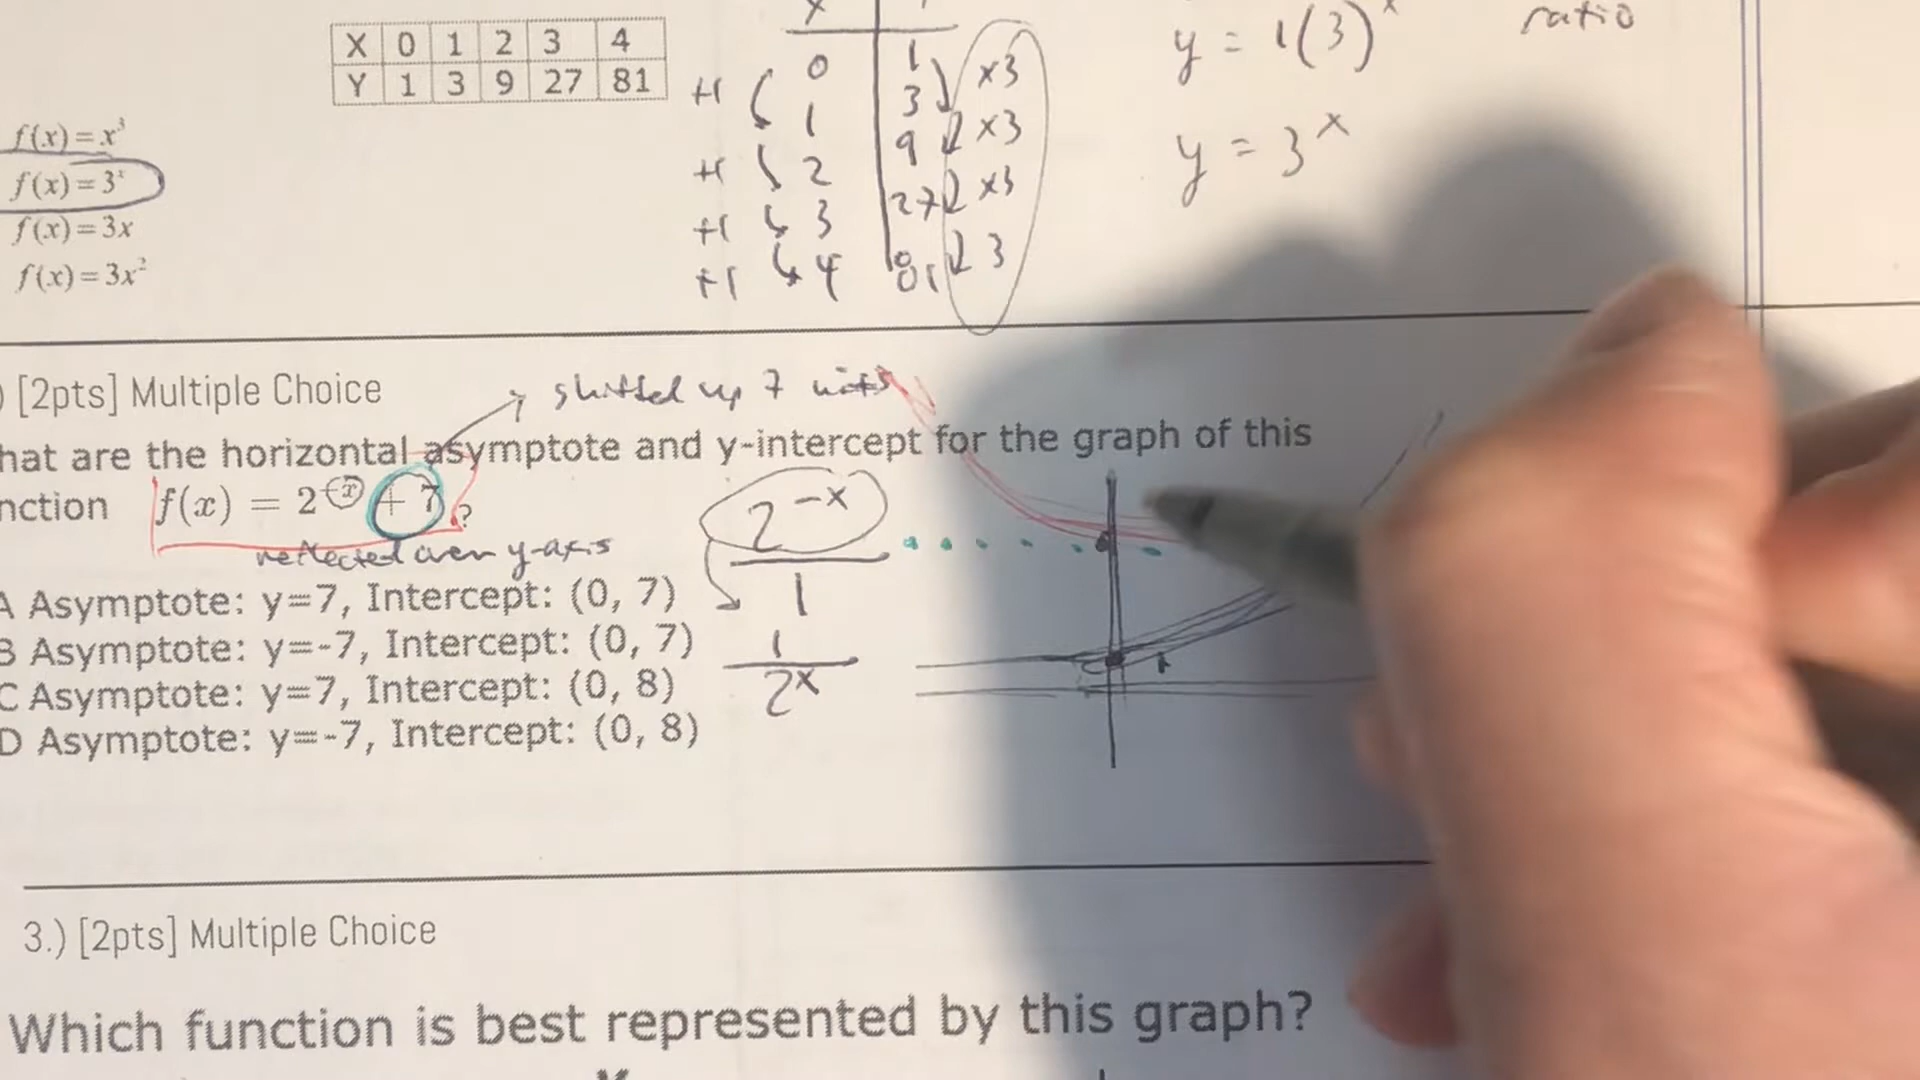 X 0 1 2 3 4
Y 1 3 9 27 81
f(x) = x³
f(x) = 3ˣ
f(x) = 3x
f(x) = 3x²
x
0 1
1 3
2 9
3 27
4 81
+1
+1
+1
+1
x3
x3
x3
3
y = 1(3)ˣ
ratio
y = 3ˣ
) [2pts] Multiple Choice
shifted up 7 units
hat are the horizontal asymptote and y-intercept for the graph of this
nction f(x) = 2⁽⁻ˣ⁾ + 7 ?
reflected over y-axis
A Asymptote: y=7, Intercept: (0, 7)
B Asymptote: y=-7, Intercept: (0, 7)
C Asymptote: y=7, Intercept: (0, 8)
D Asymptote: y=-7, Intercept: (0, 8)
2⁻ˣ
1
1
2ˣ
3.) [2pts] Multiple Choice
Which function is best represented by this graph?